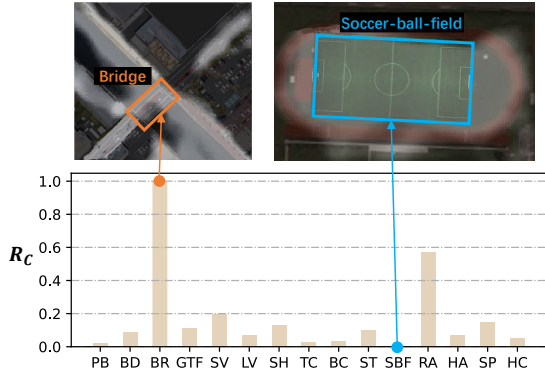 Soccer-ball-field
Bridge
1.0
0.8
0.6
R_C
0.4
0.2
0.0
PB BD BR GTF SV LV SH TC BC ST SBF RA HA SP HC